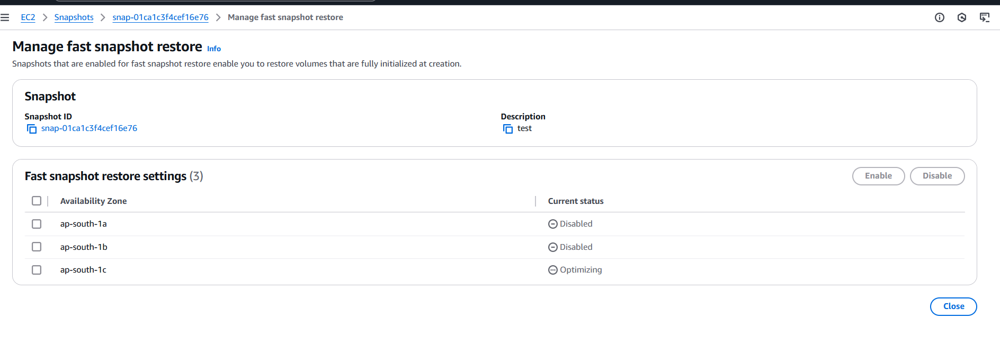 EC2 > Snapshots > snap-01ca1c3f4cef16e76 > Manage fast snapshot restore
Manage fast snapshot restore Info
Snapshots that are enabled for fast snapshot restore enable you to restore volumes that are fully initialized at creation.
Snapshot
Snapshot ID Description
snap-01ca1c3f4cef16e76 test
Fast snapshot restore settings (3) Enable Disable
Availability Zone Current status
ap-south-1a Disabled
ap-south-1b Disabled
ap-south-1c Optimizing
Close